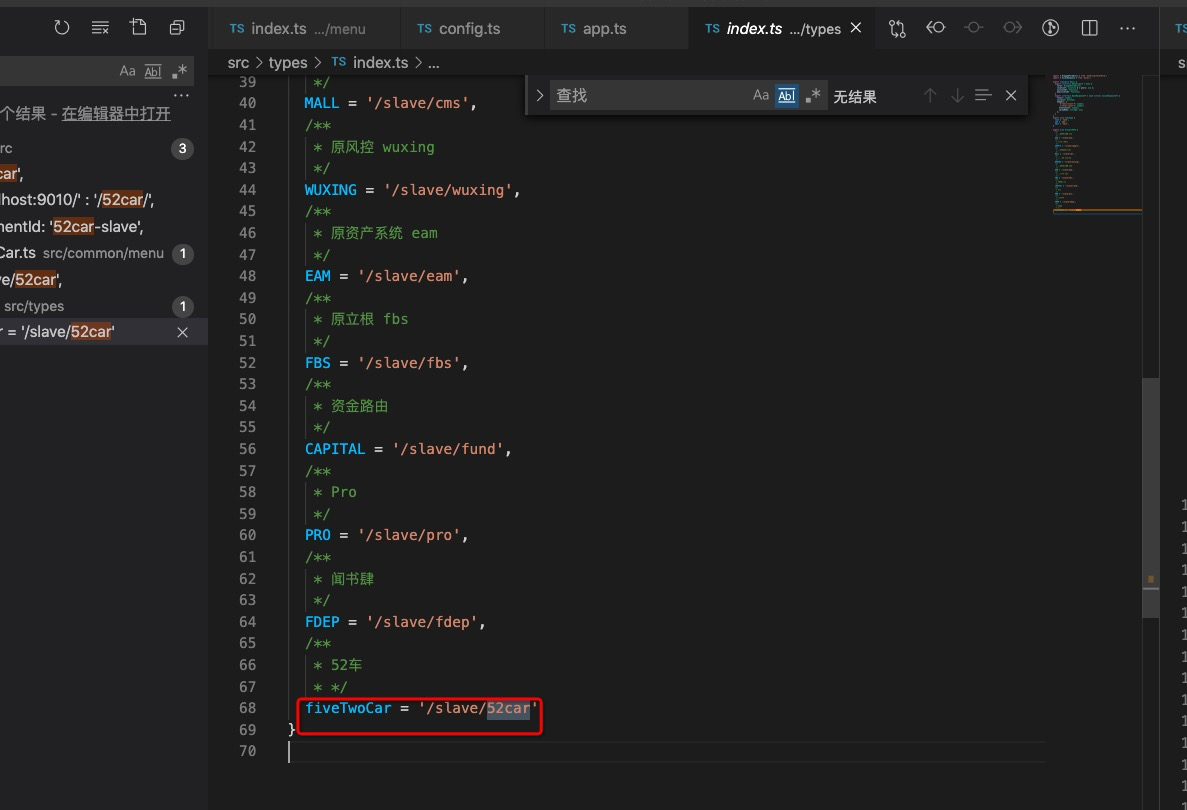 TS index.ts .../menu
TS config.ts
TS app.ts
TS index.ts .../types
TS
src > types > TS index.ts > ...
s
Aa Abl .*
查找
Aa Abl .*
无结果
个结果 - 在编辑器中打开
rc 3
car',
lhost:9010/' : '/52car/',
nentId: '52car-slave',
Car.ts src/common/menu 1
ve/52car',
src/types 1
r = '/slave/52car'
39 */
40 MALL = '/slave/cms',
41 /**
42 * 原风控 wuxing
43 */
44 WUXING = '/slave/wuxing',
45 /**
46 * 原资产系统 eam
47 */
48 EAM = '/slave/eam',
49 /**
50 * 原立根 fbs
51 */
52 FBS = '/slave/fbs',
53 /**
54 * 资金路由
55 */
56 CAPITAL = '/slave/fund',
57 /**
58 * Pro
59 */
60 PRO = '/slave/pro',
61 /**
62 * 闻书肆
63 */
64 FDEP = '/slave/fdep',
65 /**
66 * 52车
67 * */
68 fiveTwoCar = '/slave/52car'
69 }
70